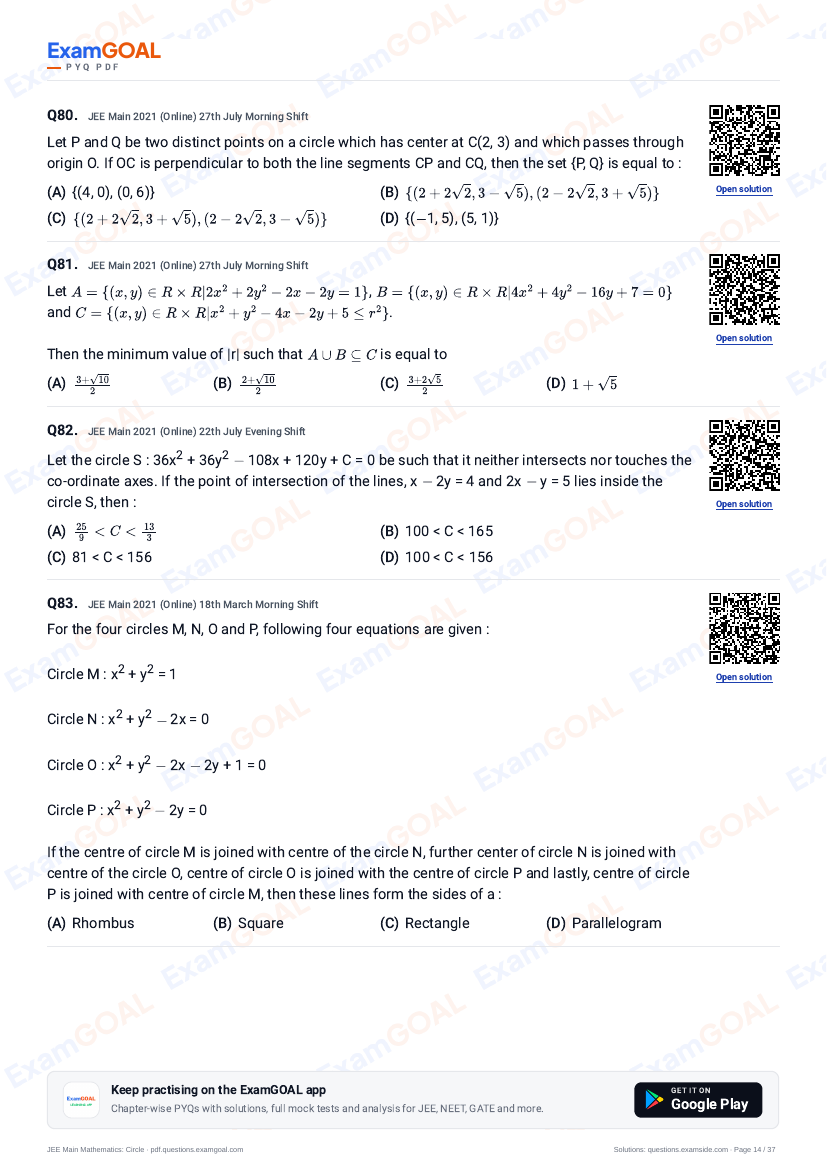 ExamGOAL
PYQ PDF
Q80. JEE Main 2021 (Online) 27th July Morning Shift
Let P and Q be two distinct points on a circle which has center at C(2, 3) and which passes through
origin O. If OC is perpendicular to both the line segments CP and CQ, then the set {P, Q} is equal to :
(A) {(4, 0), (0, 6)}
(B) {(2 + 2√2, 3 − √5), (2 − 2√2, 3 + √5)}
(C) {(2 + 2√2, 3 + √5), (2 − 2√2, 3 − √5)}
(D) {(−1, 5), (5, 1)}
Open solution
Q81. JEE Main 2021 (Online) 27th July Morning Shift
Let A = {(x, y) ∈ R × R|2x² + 2y² − 2x − 2y = 1}, B = {(x, y) ∈ R × R|4x² + 4y² − 16y + 7 = 0}
and C = {(x, y) ∈ R × R|x² + y² − 4x − 2y + 5 ≤ r²}.
Then the minimum value of |r| such that A ∪ B ⊆ C is equal to
(A) (3+√10)/2
(B) (2+√10)/2
(C) (3+2√5)/2
(D) 1 + √5
Open solution
Q82. JEE Main 2021 (Online) 22th July Evening Shift
Let the circle S : 36x² + 36y² − 108x + 120y + C = 0 be such that it neither intersects nor touches the
co-ordinate axes. If the point of intersection of the lines, x − 2y = 4 and 2x − y = 5 lies inside the
circle S, then :
(A) 25/9 < C < 13/3
(B) 100 < C < 165
(C) 81 < C < 156
(D) 100 < C < 156
Open solution
Q83. JEE Main 2021 (Online) 18th March Morning Shift
For the four circles M, N, O and P, following four equations are given :
Circle M : x² + y² = 1
Circle N : x² + y² − 2x = 0
Circle O : x² + y² − 2x − 2y + 1 = 0
Circle P : x² + y² − 2y = 0
If the centre of circle M is joined with centre of the circle N, further center of circle N is joined with
centre of the circle O, centre of circle O is joined with the centre of circle P and lastly, centre of circle
P is joined with centre of circle M, then these lines form the sides of a :
(A) Rhombus
(B) Square
(C) Rectangle
(D) Parallelogram
Open solution
ExamGOAL
Keep practising on the ExamGOAL app
Chapter-wise PYQs with solutions, full mock tests and analysis for JEE, NEET, GATE and more.
GET IT ON
Google Play
JEE Main Mathematics: Circle · pdf.questions.examgoal.com
Solutions: questions.examside.com · Page 14 / 37